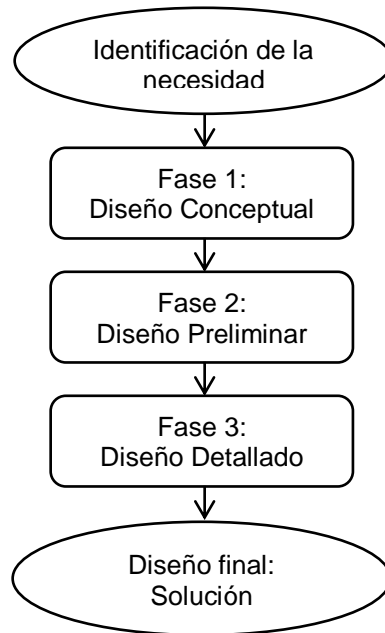 Identificación de la
necesidad
Fase 1:
Diseño Conceptual
Fase 2:
Diseño Preliminar
Fase 3:
Diseño Detallado
Diseño final:
Solución